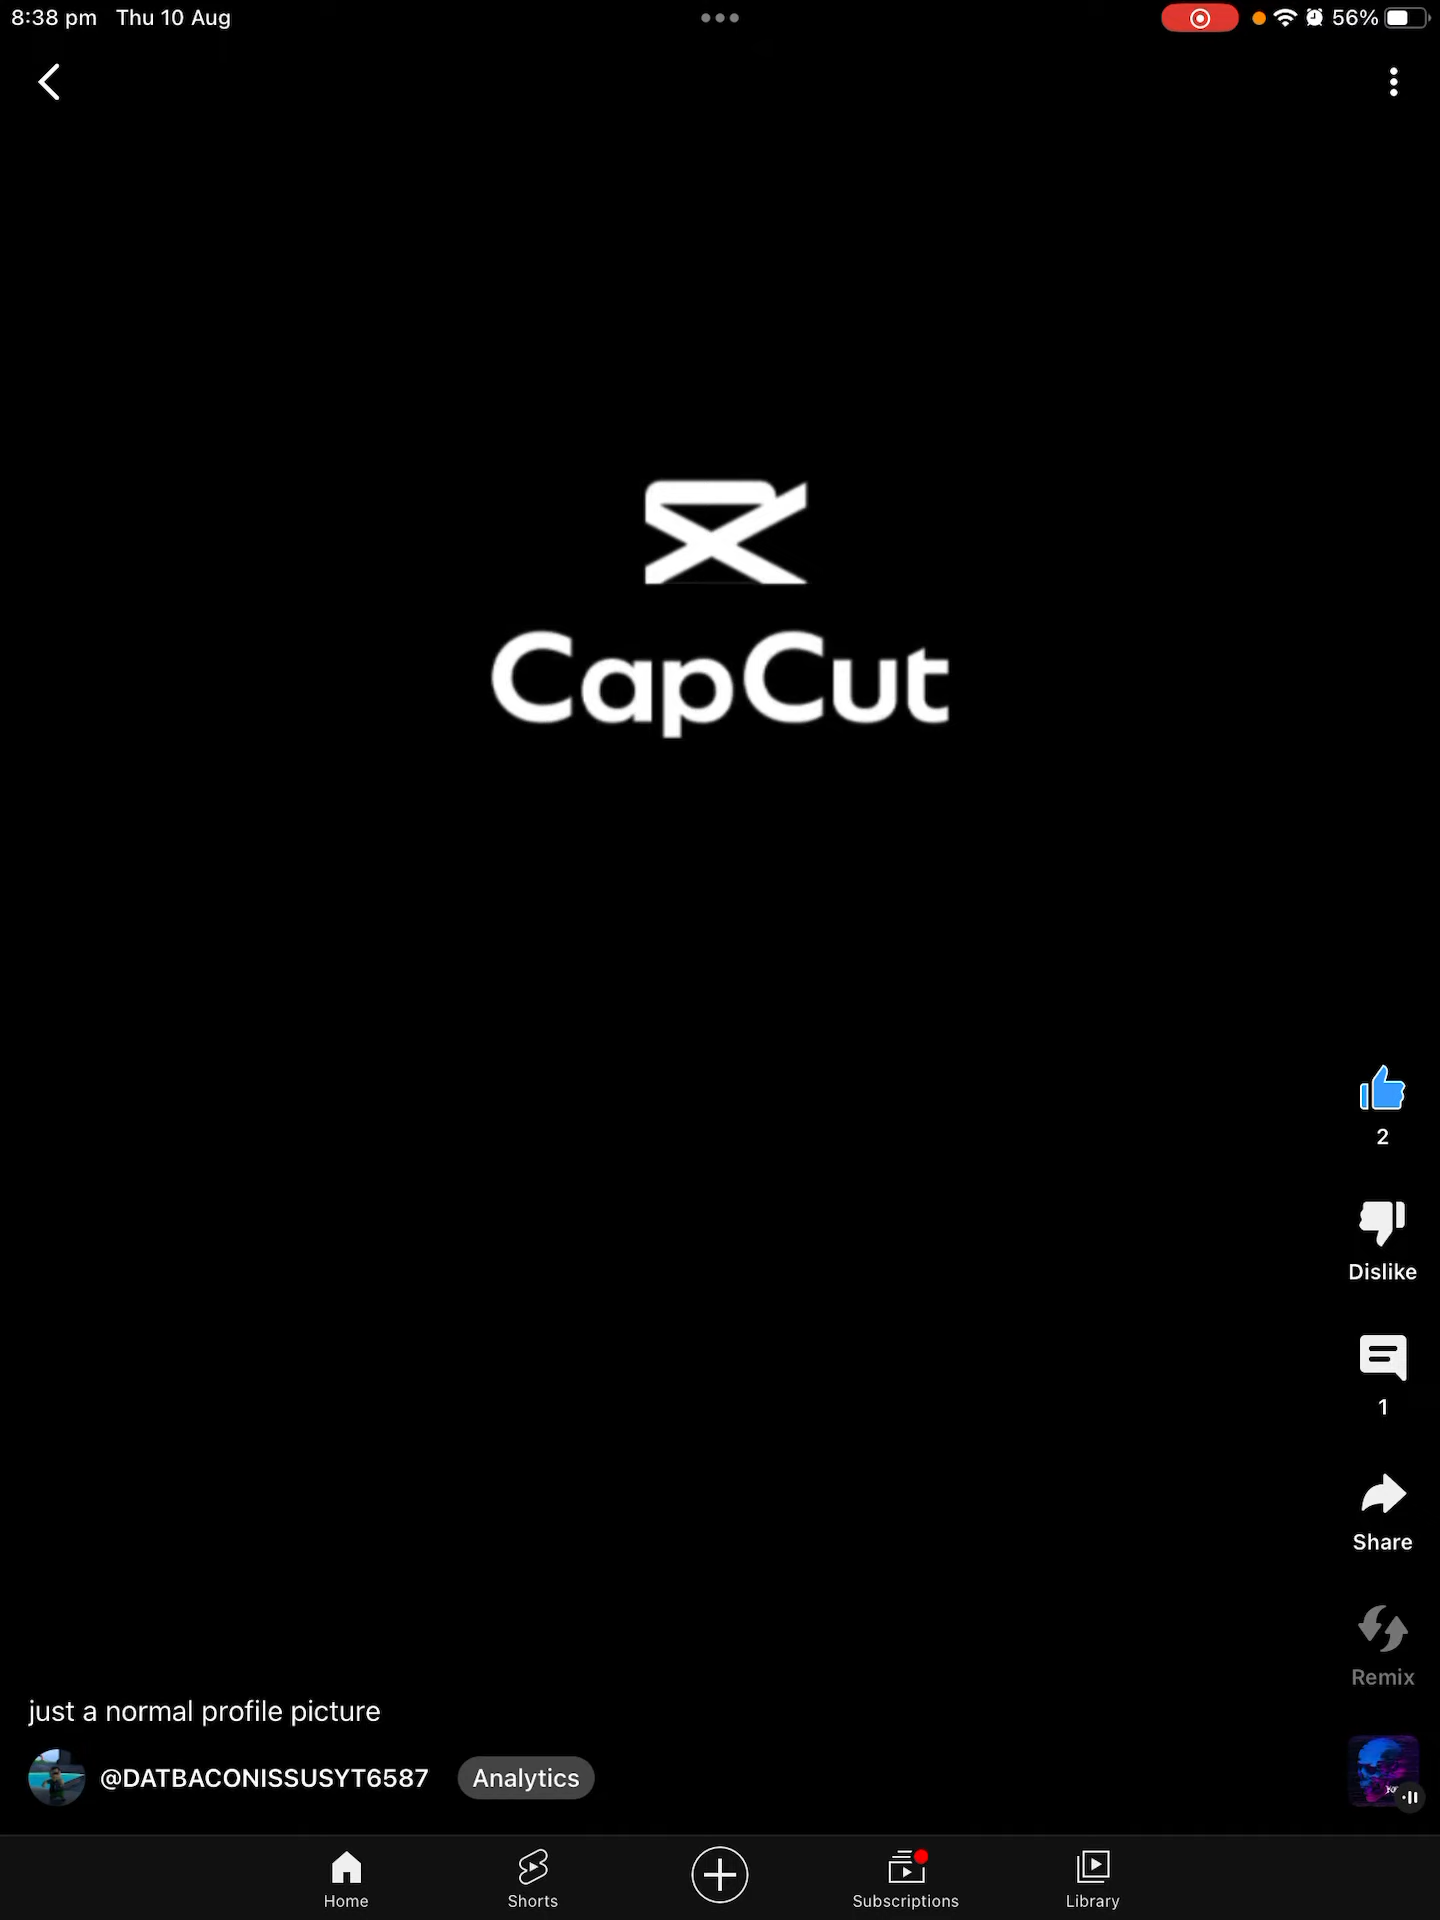 8:38 pm Thu 10 Aug 56%
CapCut
2
Dislike
1
Share
Remix
just a normal profile picture
@DATBACONISSUSYT6587 Analytics
Home Shorts Subscriptions Library